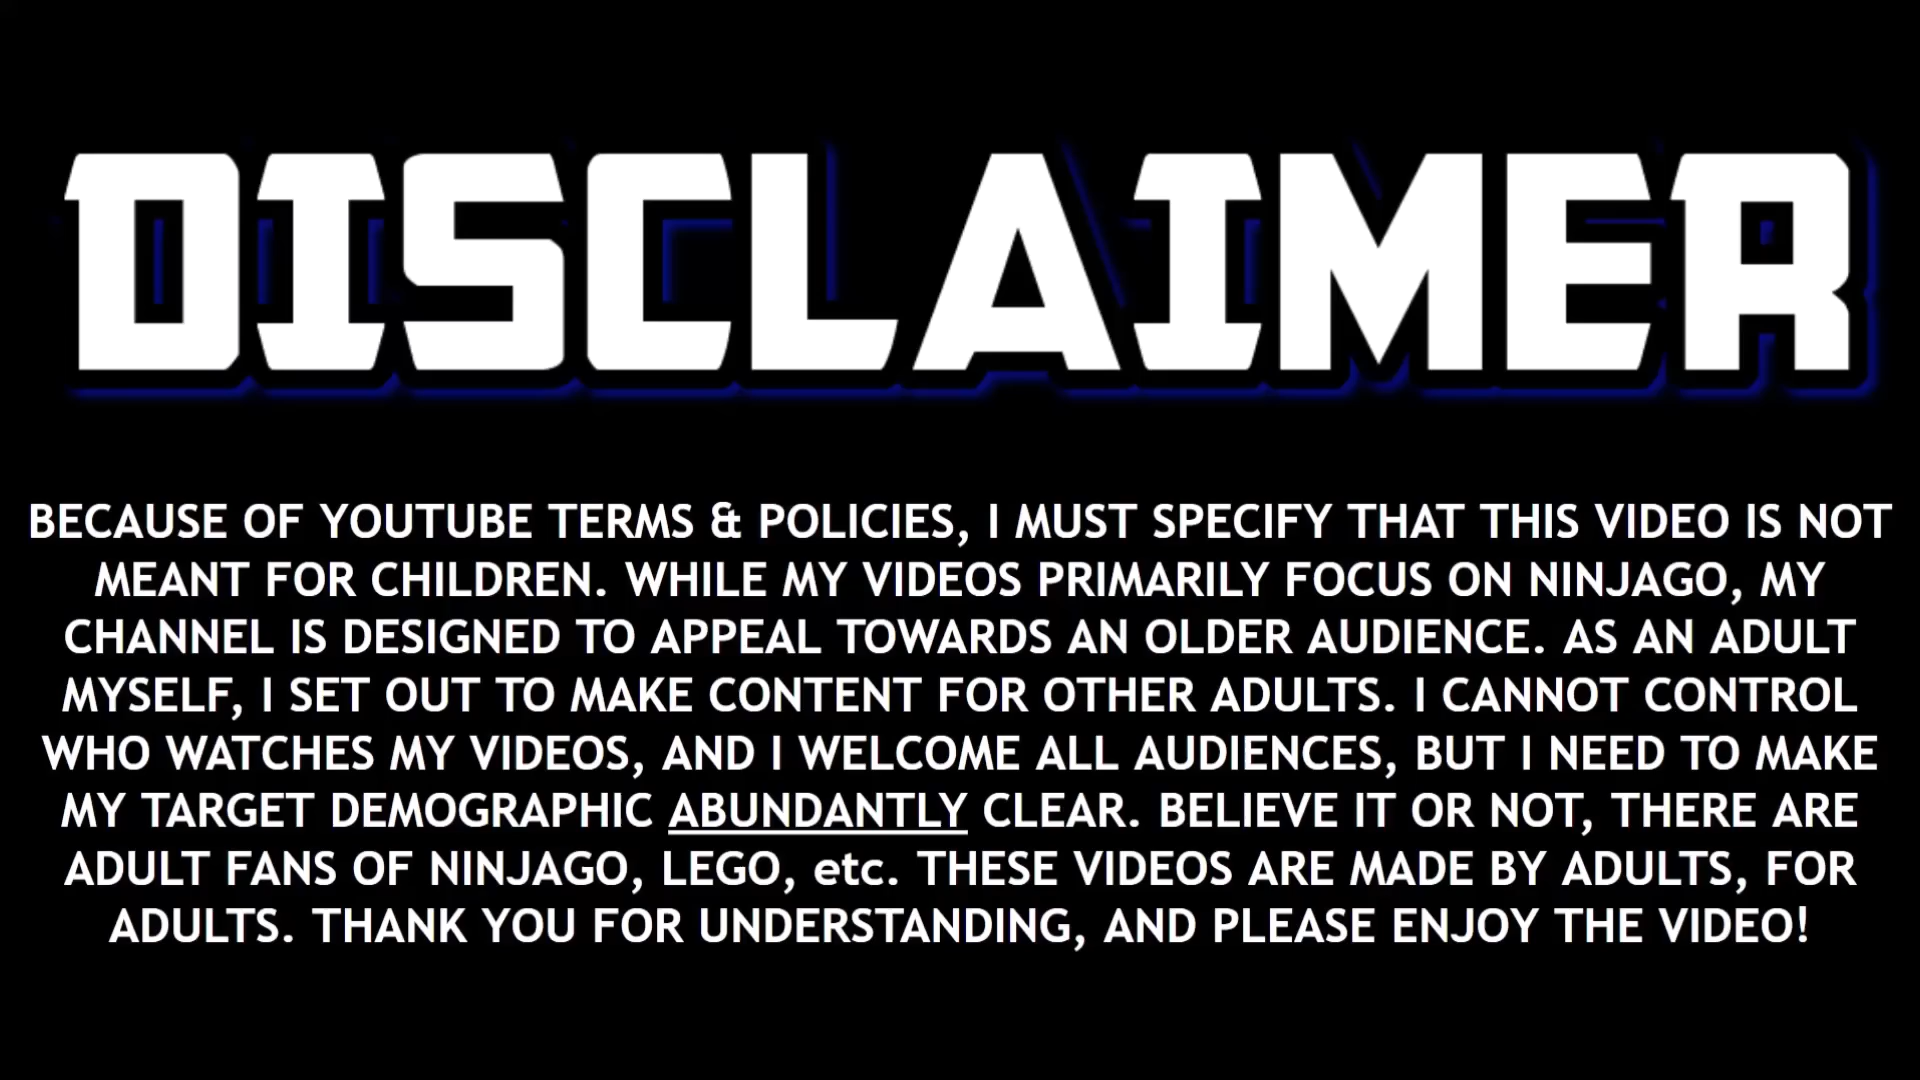 DISCLAIMER
BECAUSE OF YOUTUBE TERMS & POLICIES, I MUST SPECIFY THAT THIS VIDEO IS NOT
MEANT FOR CHILDREN. WHILE MY VIDEOS PRIMARILY FOCUS ON NINJAGO, MY
CHANNEL IS DESIGNED TO APPEAL TOWARDS AN OLDER AUDIENCE. AS AN ADULT
MYSELF, I SET OUT TO MAKE CONTENT FOR OTHER ADULTS. I CANNOT CONTROL
WHO WATCHES MY VIDEOS, AND I WELCOME ALL AUDIENCES, BUT I NEED TO MAKE
MY TARGET DEMOGRAPHIC ABUNDANTLY CLEAR. BELIEVE IT OR NOT, THERE ARE
ADULT FANS OF NINJAGO, LEGO, etc. THESE VIDEOS ARE MADE BY ADULTS, FOR
ADULTS. THANK YOU FOR UNDERSTANDING, AND PLEASE ENJOY THE VIDEO!